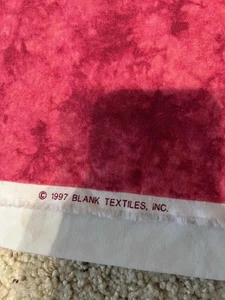 © 1997 BLANK TEXTILES, INC.